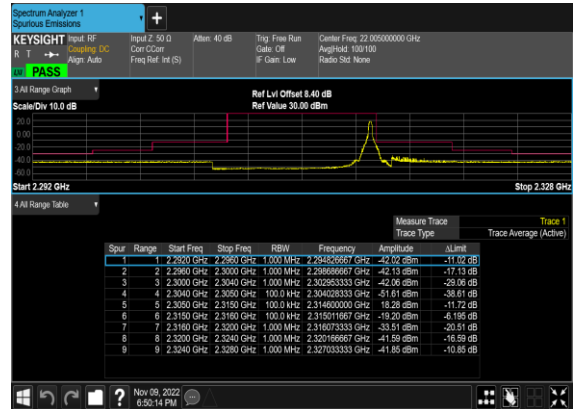 Spectrum Analyzer 1
Spurious Emissions
KEYSIGHT Input: RF Input Z: 50 Ω Atten: 40 dB Trig: Free Run Center Freq: 22.005000000 GHz
R T Coupling: DC Corr CCorr Gate: Off Avg|Hold: 100/100
Align: Auto Freq Ref: Int (S) IF Gain: Low Radio Std: None
LXI PASS
3 All Range Graph Ref Lvl Offset 8.40 dB
Scale/Div 10.0 dB Ref Value 30.00 dBm
20.0
0.00
-20.0
-40.0
-60.0
Start 2.292 GHz Stop 2.328 GHz
4 All Range Table
Measure Trace Trace 1
Trace Type Trace Average (Active)
Spur Range Start Freq Stop Freq RBW Frequency Amplitude ΔLimit
1 1 2.2920 GHz 2.2960 GHz 1.000 MHz 2.294826667 GHz -42.02 dBm -11.02 dB
2 2 2.2960 GHz 2.3000 GHz 1.000 MHz 2.298686667 GHz -42.13 dBm -17.13 dB
3 3 2.3000 GHz 2.3040 GHz 1.000 MHz 2.302953333 GHz -42.06 dBm -29.06 dB
4 4 2.3040 GHz 2.3050 GHz 100.0 kHz 2.304028333 GHz -51.61 dBm -38.61 dB
5 5 2.3050 GHz 2.3150 GHz 100.0 kHz 2.314600000 GHz 18.28 dBm -11.72 dB
6 6 2.3150 GHz 2.3160 GHz 100.0 kHz 2.315011667 GHz -19.20 dBm -6.195 dB
7 7 2.3160 GHz 2.3200 GHz 1.000 MHz 2.316073333 GHz -33.51 dBm -20.51 dB
8 8 2.3200 GHz 2.3240 GHz 1.000 MHz 2.320166667 GHz -41.59 dBm -16.59 dB
9 9 2.3240 GHz 2.3280 GHz 1.000 MHz 2.327033333 GHz -41.85 dBm -10.85 dB
Nov 09, 2022
6:50:14 PM